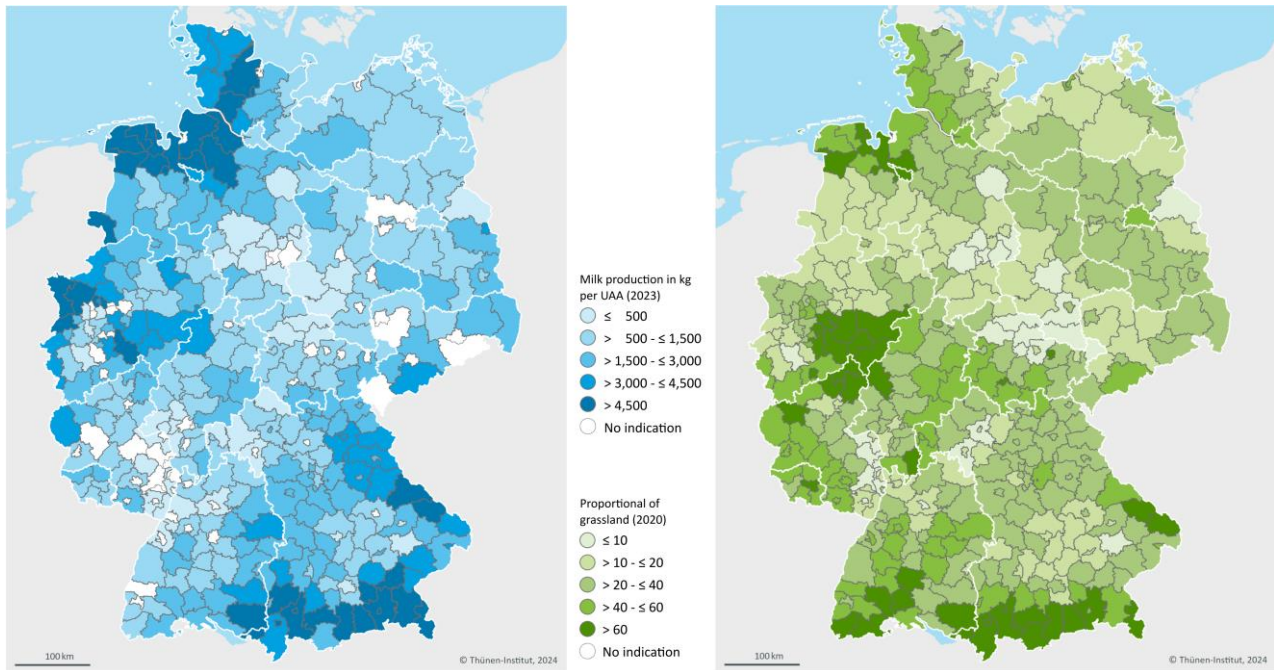 Milk production in kg
per UAA (2023)
≤ 500
> 500 - ≤ 1,500
> 1,500 - ≤ 3,000
> 3,000 - ≤ 4,500
> 4,500
No indication
Proportional of
grassland (2020)
≤ 10
> 10 - ≤ 20
> 20 - ≤ 40
> 40 - ≤ 60
> 60
No indication
100 km
© Thünen-Institut, 2024
100 km
© Thünen-Institut, 2024